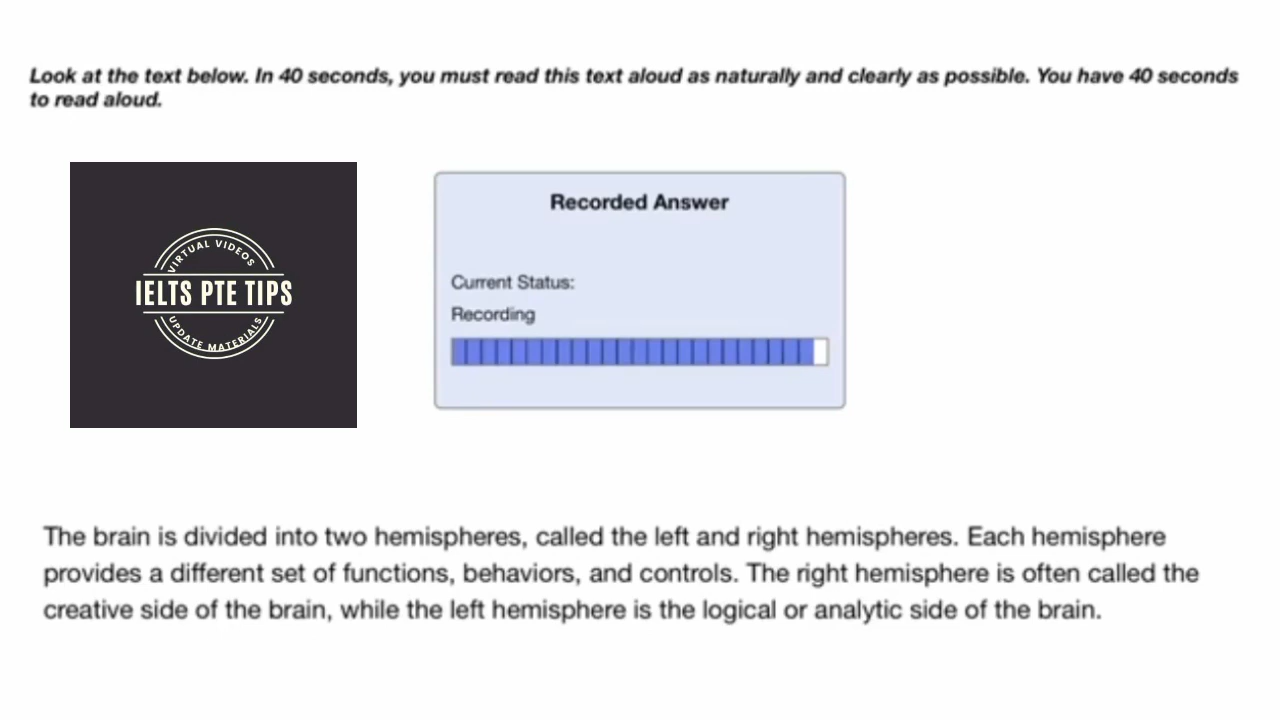 Look at the text below. In 40 seconds, you must read this text aloud as naturally and clearly as possible. You have 40 seconds
to read aloud.
VIRTUAL VIDEOS
IELTS PTE TIPS
UPDATE MATERIALS
Recorded Answer
Current Status:
Recording
The brain is divided into two hemispheres, called the left and right hemispheres. Each hemisphere
provides a different set of functions, behaviors, and controls. The right hemisphere is often called the
creative side of the brain, while the left hemisphere is the logical or analytic side of the brain.